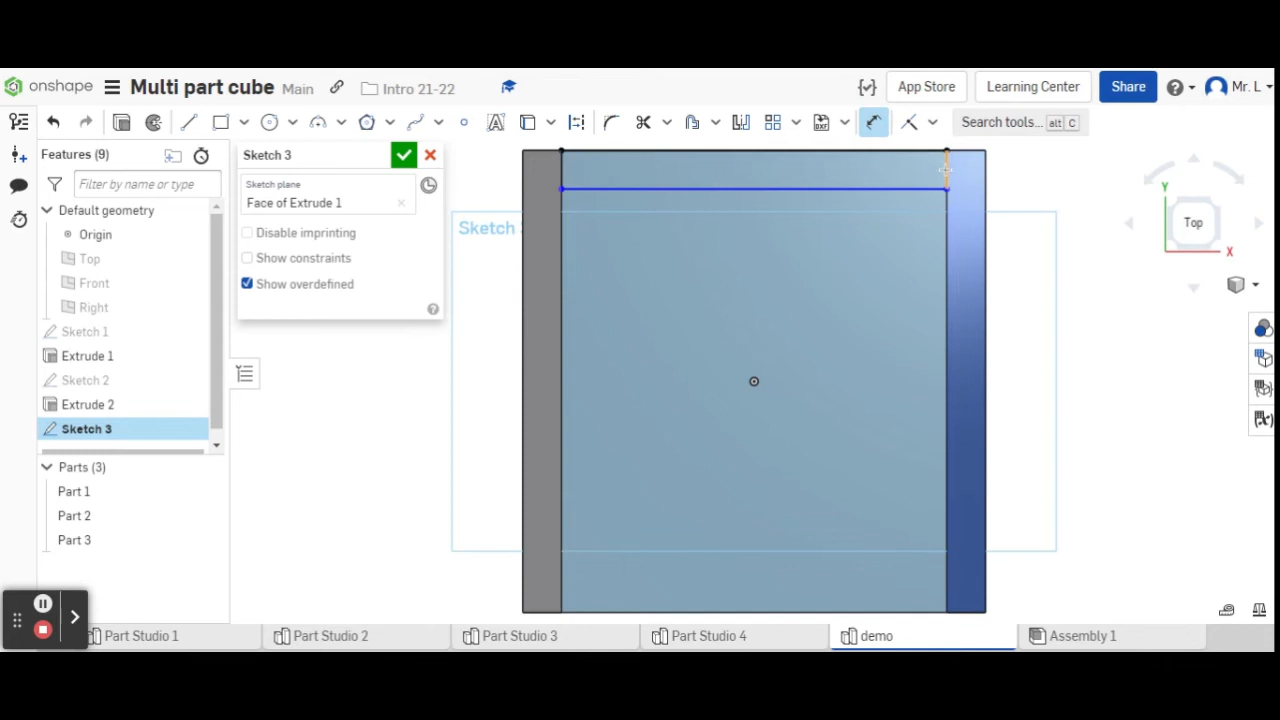 onshape Multi part cube Main Intro 21-22 App Store Learning Center Share Mr. L
Search tools... alt C
Features (9)
Filter by name or type
Default geometry
Origin
Top
Front
Right
Sketch 1
Extrude 1
Sketch 2
Extrude 2
Sketch 3
Parts (3)
Part 1
Part 2
Part 3
Sketch 3
Sketch plane
Face of Extrude 1
Disable imprinting
Show constraints
Show overdefined
Sketch
Y
Top
X
Part Studio 1 Part Studio 2 Part Studio 3 Part Studio 4 demo Assembly 1